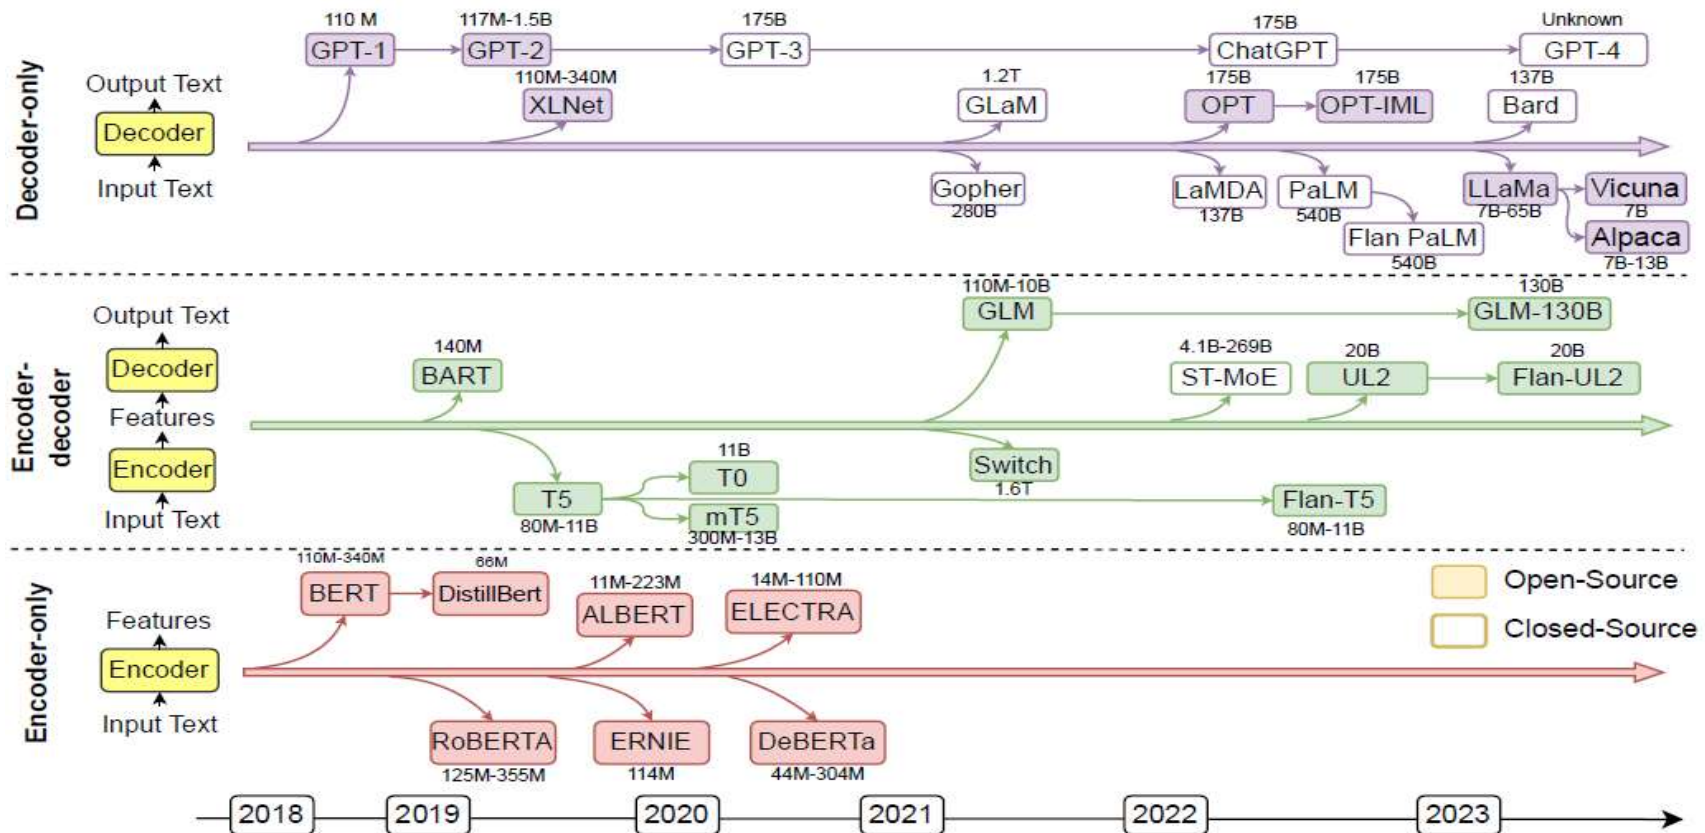 Decoder-only
Output Text
Decoder
Input Text
110 M
GPT-1
117M-1.5B
GPT-2
175B
GPT-3
175B
ChatGPT
Unknown
GPT-4
110M-340M
XLNet
1.2T
GLaM
175B
OPT
175B
OPT-IML
137B
Bard
Gopher
280B
LaMDA
137B
PaLM
540B
Flan PaLM
540B
LLaMa
7B-65B
Vicuna
7B
Alpaca
7B-13B
Encoder-
decoder
Output Text
Decoder
Features
Encoder
Input Text
110M-10B
GLM
130B
GLM-130B
140M
BART
4.1B-269B
ST-MoE
20B
UL2
20B
Flan-UL2
T5
80M-11B
11B
T0
mT5
300M-13B
Switch
1.6T
Flan-T5
80M-11B
Encoder-only
Features
Encoder
Input Text
110M-340M
BERT
66M
DistillBert
11M-223M
ALBERT
14M-110M
ELECTRA
RoBERTA
125M-355M
ERNIE
114M
DeBERTa
44M-304M
Open-Source
Closed-Source
2018
2019
2020
2021
2022
2023